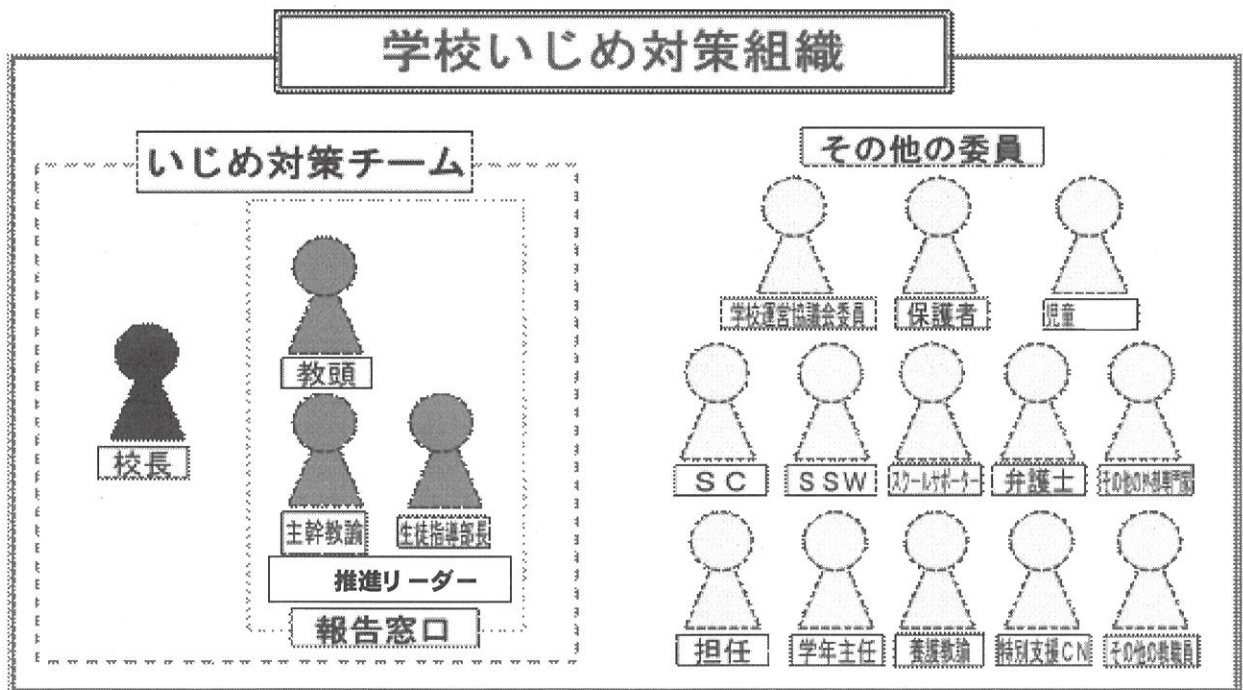 学校いじめ対策組織
いじめ対策チーム
その他の委員
学校運営協議会委員
保護者
児童
教頭
校長
SC
SSW
スクールサポーター
弁護士
その他の外部専門家
主幹教諭
生徒指導部長
推進リーダー
報告窓口
担任
学年主任
養護教諭
特別支援CN
その他の教職員